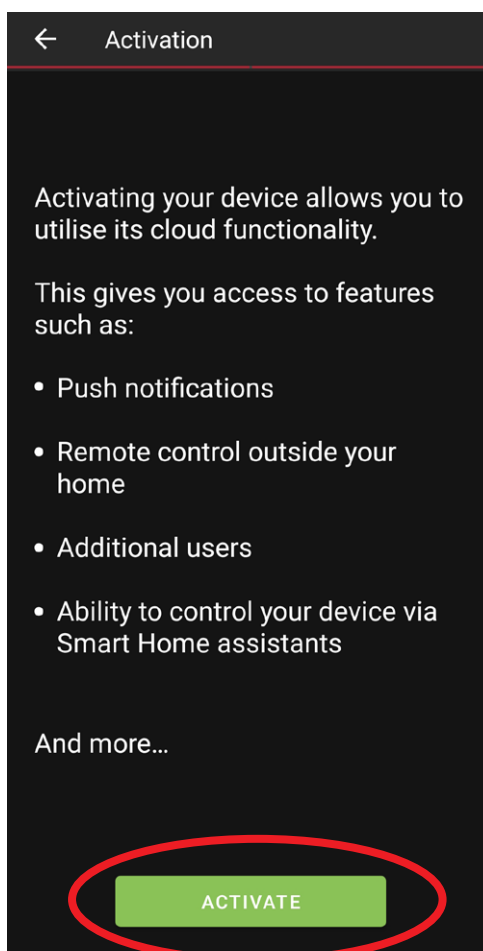 Activation
Activating your device allows you to
utilise its cloud functionality.
This gives you access to features
such as:
• Push notifications
• Remote control outside your
home
• Additional users
• Ability to control your device via
Smart Home assistants
And more...
ACTIVATE